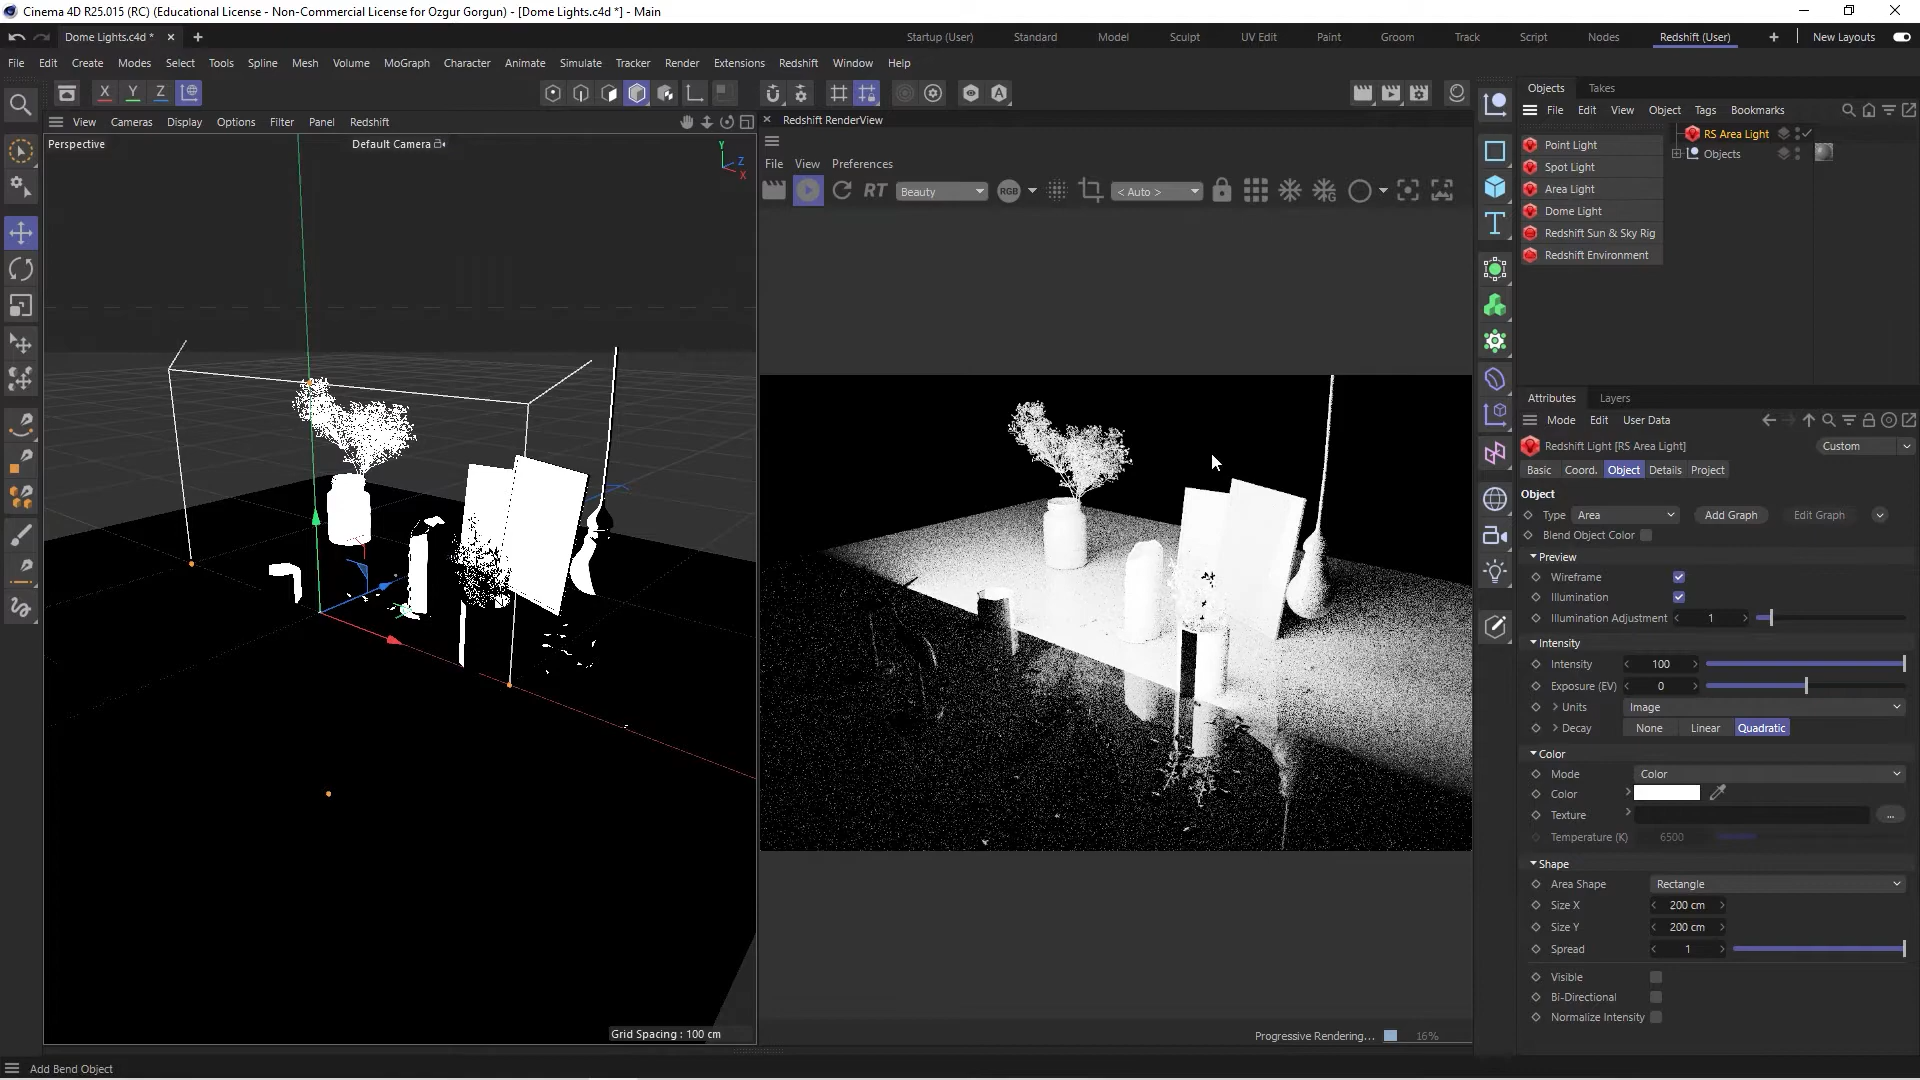 Cinema 4D R25.015 (RC) (Educational License - Non-Commercial License for Ozgur Gorgun) - [Dome Lights.c4d *] - Main
Dome Lights.c4d *
Startup (User)
Standard
Model
Sculpt
UV Edit
Paint
Groom
Track
Script
Nodes
Redshift (User)
New Layouts
File Edit Create Modes Select Tools Spline Mesh Volume MoGraph Character Animate Simulate Tracker Render Extensions Redshift Window Help
X Y Z
Objects Takes
View Cameras Display Options Filter Panel Redshift
Redshift RenderView
File Edit View Object Tags Bookmarks
Perspective
Default Camera
Y
Z
X
File View Preferences
RT
Beauty
RGB
< Auto >
Point Light
Spot Light
Area Light
Dome Light
Redshift Sun & Sky Rig
Redshift Environment
RS Area Light
Objects
Attributes Layers
Mode Edit User Data
Redshift Light [RS Area Light]
Custom
Basic Coord. Object Details Project
Object
Type Area Add Graph Edit Graph
Blend Object Color
Preview
Wireframe
Illumination
Illumination Adjustment 1
Intensity
Intensity 100
Exposure (EV) 0
Units Image
Decay None Linear Quadratic
Color
Mode Color
Color
Texture ...
Temperature (K) 6500
Shape
Area Shape Rectangle
Size X 200 cm
Size Y 200 cm
Spread 1
Visible
Bi-Directional
Normalize Intensity
Grid Spacing : 100 cm
Progressive Rendering... 16%
Add Bend Object